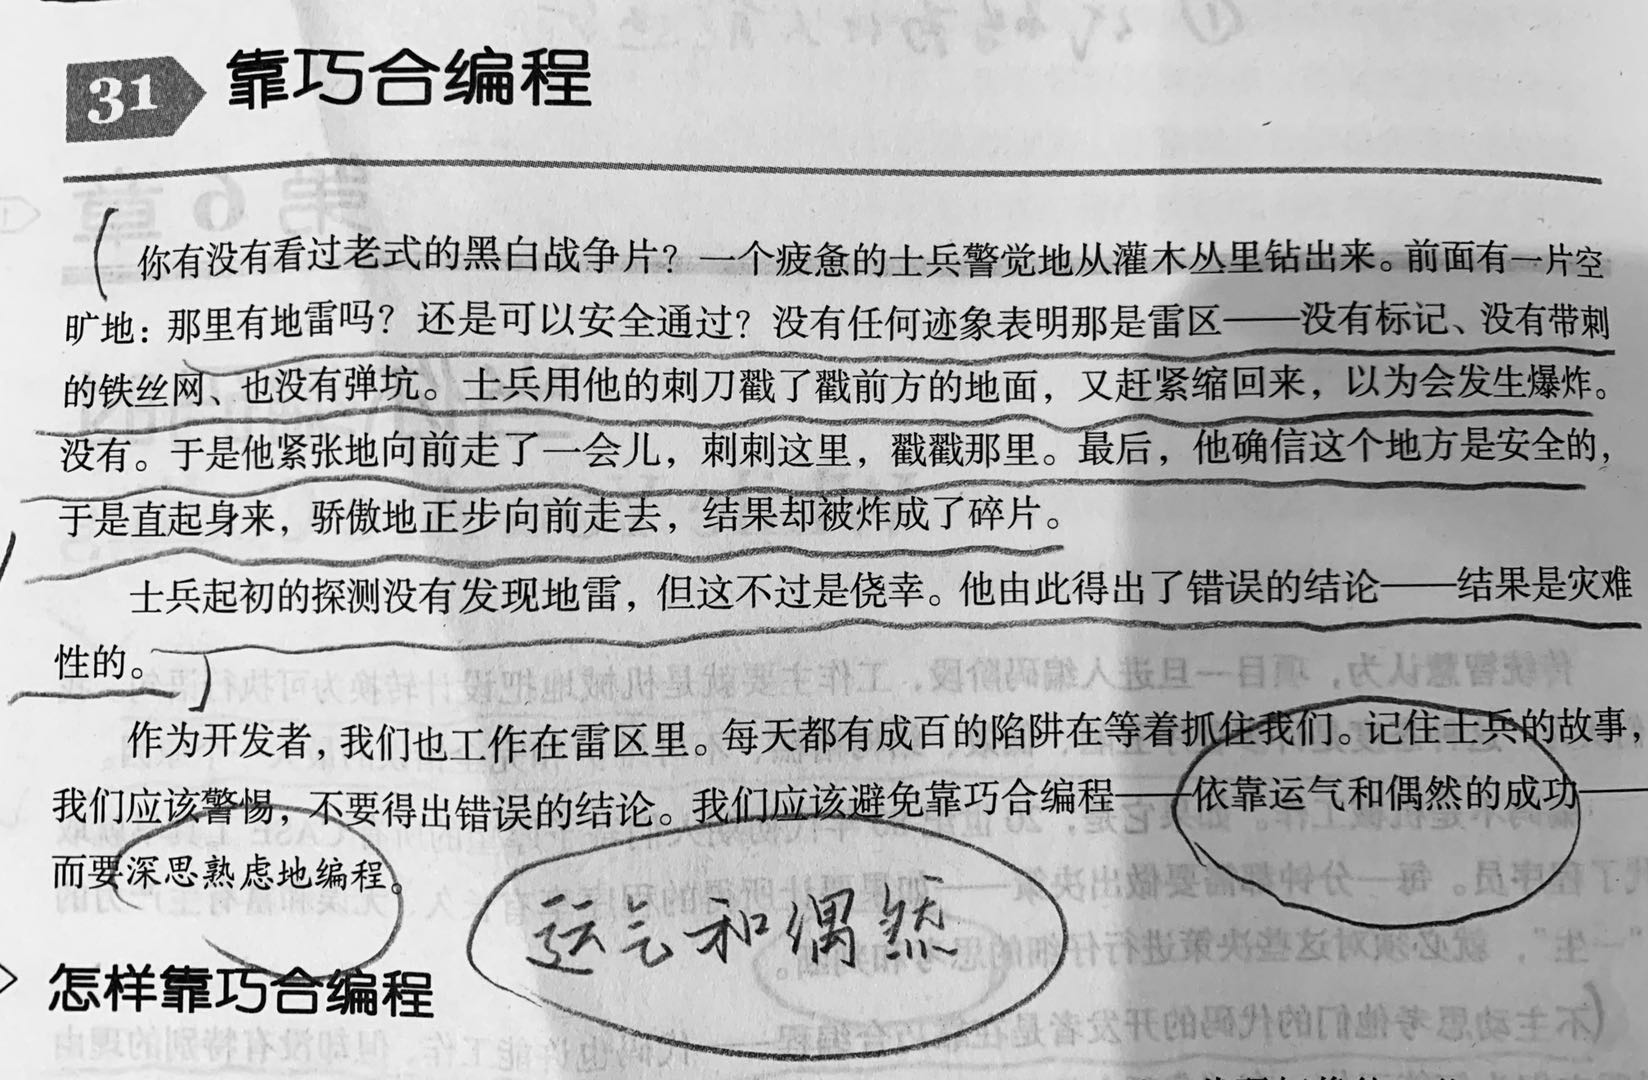 31 靠巧合编程
你有没有看过老式的黑白战争片？一个疲惫的士兵警觉地从灌木丛里钻出来。前面有一片空
旷地：那里有地雷吗？还是可以安全通过？没有任何迹象表明那是雷区——没有标记、没有带刺
的铁丝网、也没有弹坑。士兵用他的刺刀戳了戳前方的地面，又赶紧缩回来，以为会发生爆炸。
没有。于是他紧张地向前走了一会儿，刺刺这里，戳戳那里。最后，他确信这个地方是安全的，
于是直起身来，骄傲地正步向前走去，结果却被炸成了碎片。
士兵起初的探测没有发现地雷，但这不过是侥幸。他由此得出了错误的结论——结果是灾难
性的。
作为开发者，我们也工作在雷区里。每天都有成百的陷阱在等着抓住我们。记住士兵的故事，
我们应该警惕，不要得出错误的结论。我们应该避免靠巧合编程——依靠运气和偶然的成功——
而要深思熟虑地编程。
运气和偶然
怎样靠巧合编程